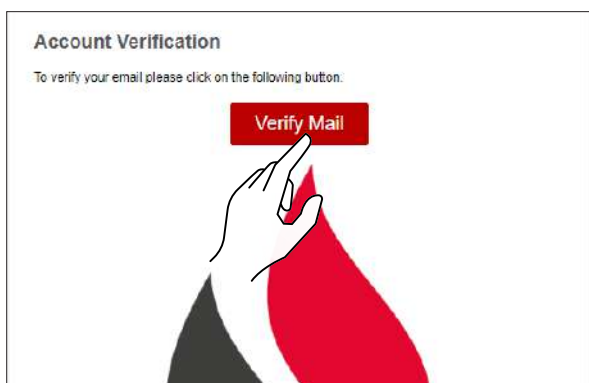 Account Verification
To verify your email please click on the following button.
Verify Mail